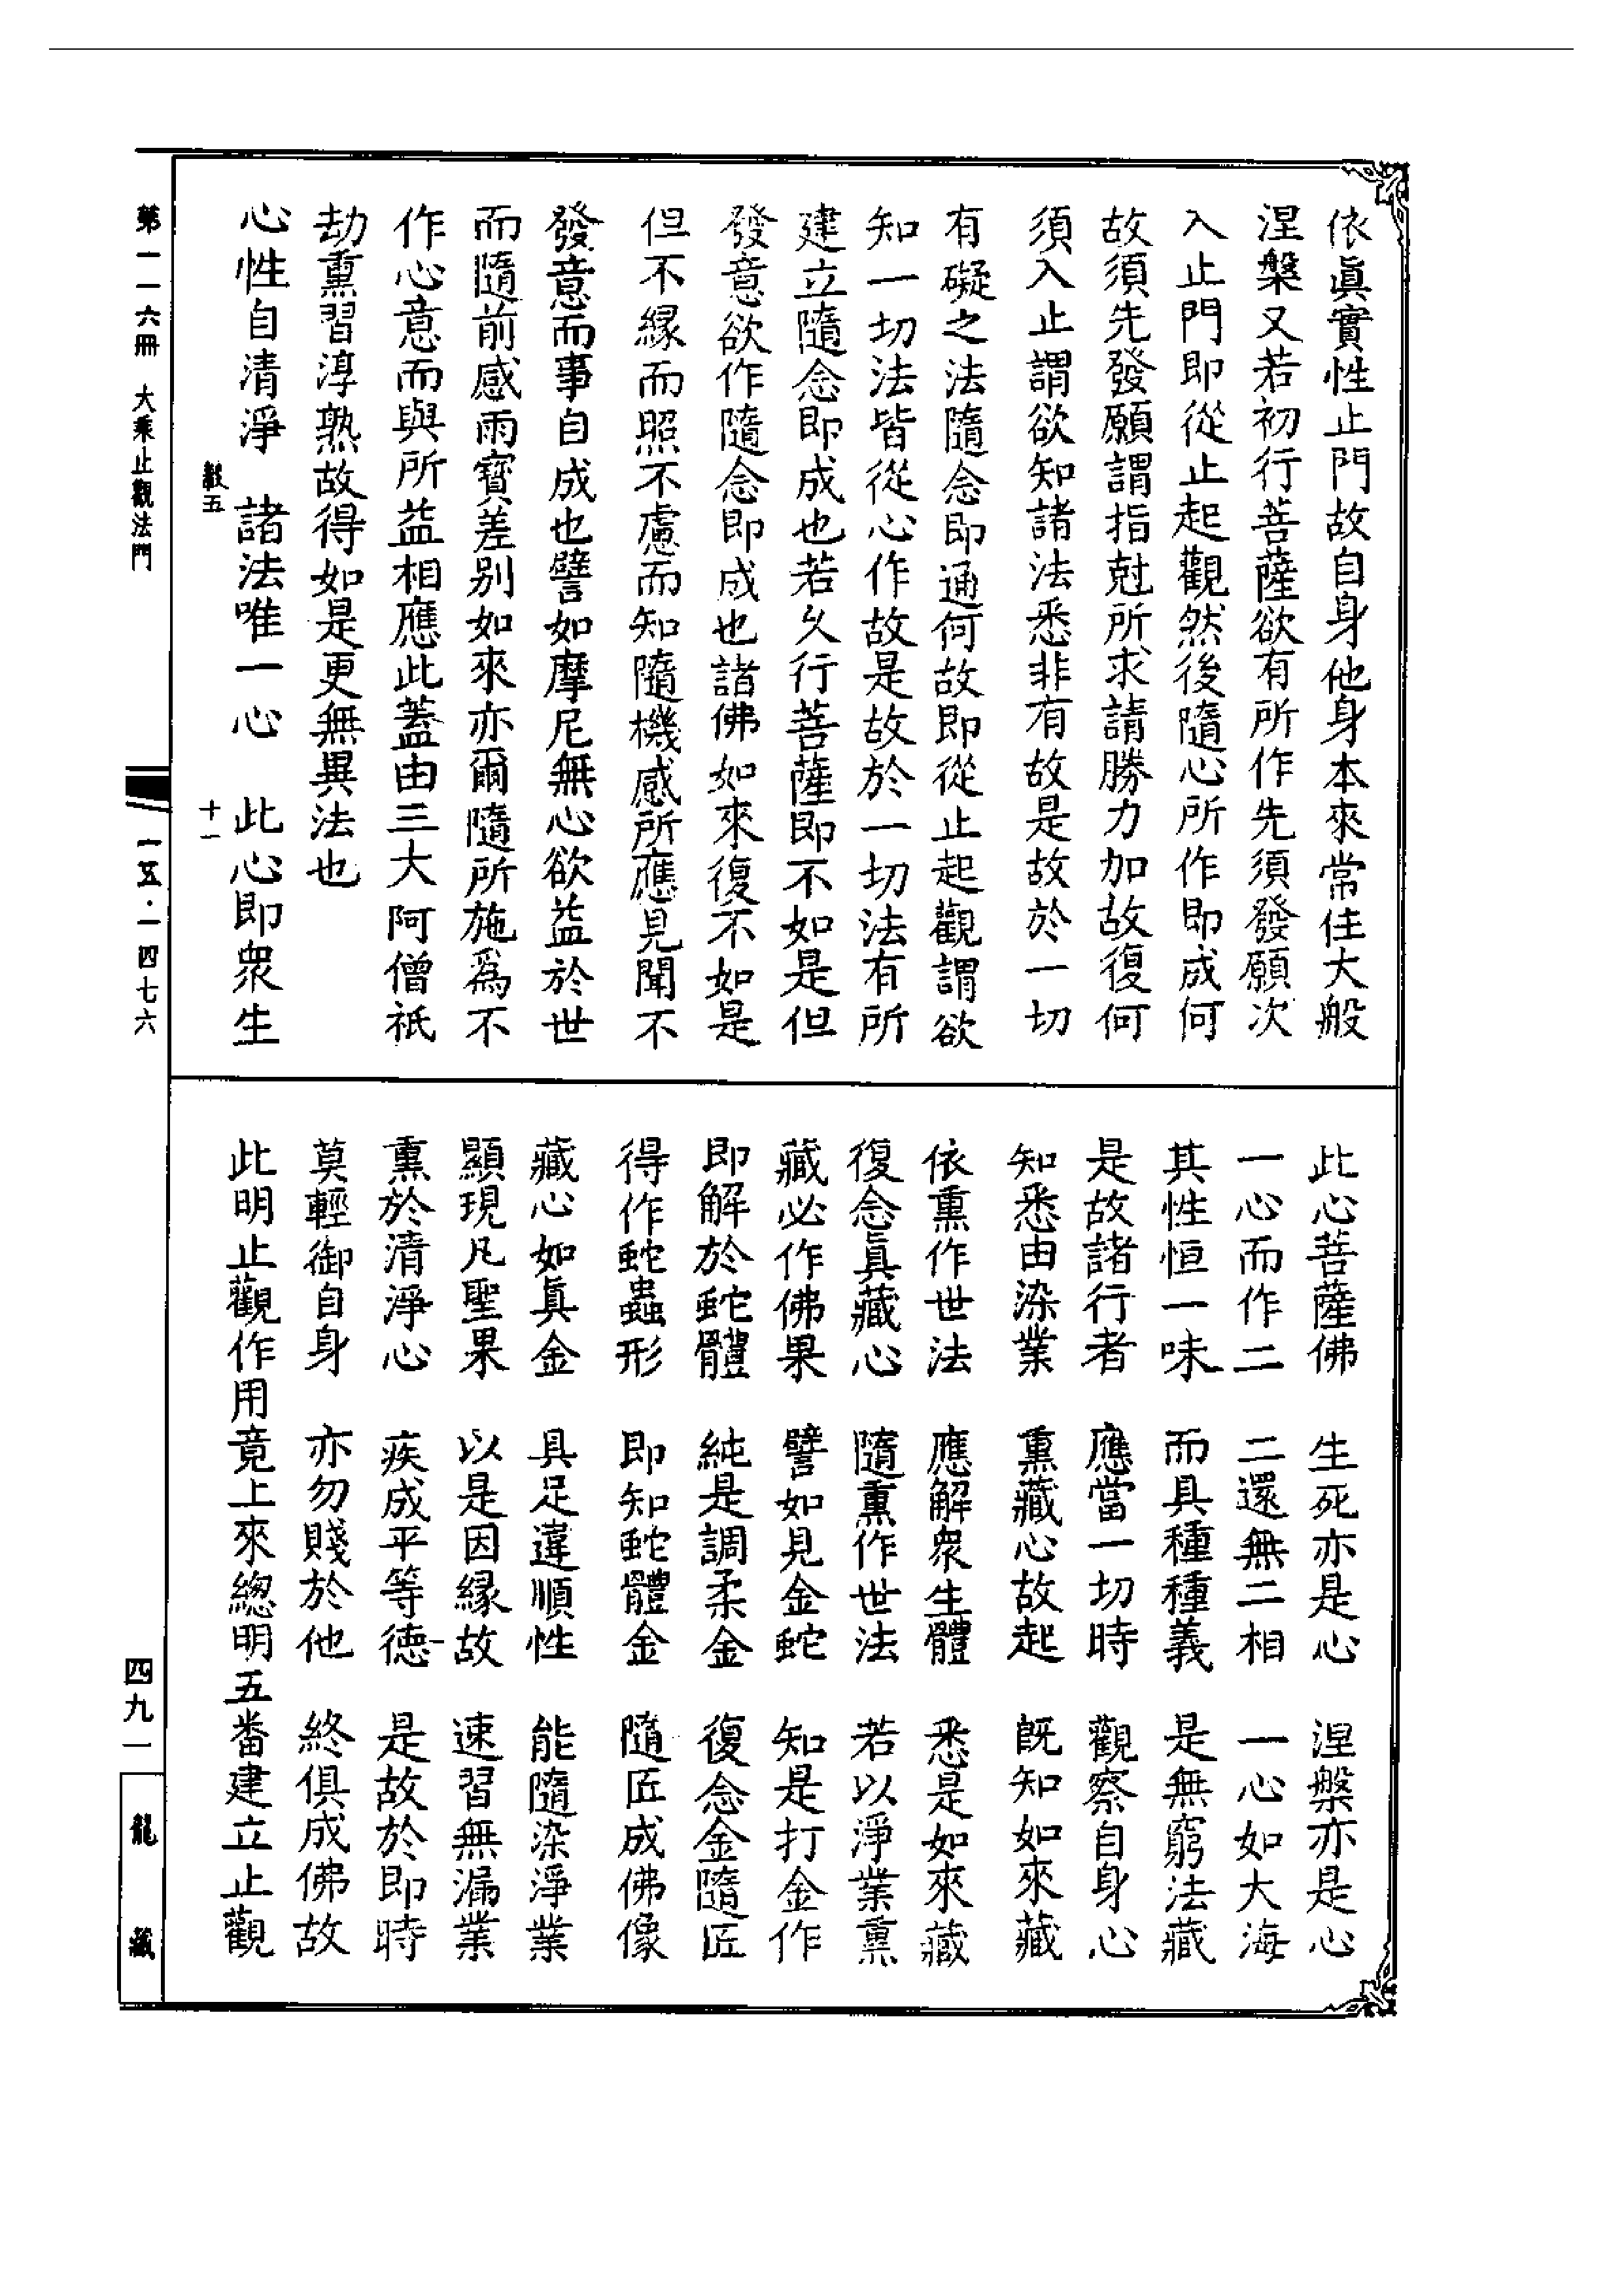 依眞實性止門故自身他身本來常住大般
涅槃又若初行菩薩欲有所作先須發願次
入止門即從止起觀然後隨心所作即成何
故須先發願謂指尅所求請勝力加故復何
須入止謂欲知諸法悉非有故是故於一切
有礙之法隨念即通何故即從止起觀謂欲
知一切法皆從心作故是故於一切法有所
建立隨念即成也若久行菩薩即不如是但
發意欲作隨念即成也諸佛如來復不如是
但不緣而照不慮而知隨機感所應見聞不
發意而事自成也譬如摩尼無心欲益於世
而隨前感雨寶差別如來亦爾隨所施爲不
作心意而與所益相應此蓋由三大阿僧祇
劫熏習淳熟故得如是更無異法也
心性自清淨　諸法唯一心　此心即衆生
此心菩薩佛　生死亦是心　涅槃亦是心
一心而作二　二還無二相　一心如大海
其性恒一味　而具種種義　是無窮法藏
是故諸行者　應當一切時　觀察自身心
知悉由染業　熏藏心故起　既知如來藏
依熏作世法　應解衆生體　悉是如來藏
復念眞藏心　隨熏作世法　若以淨業熏
藏必作佛果　譬如見金蛇　知是打金作
即解於蛇體　純是調柔金　復念金隨匠
得作蛇蟲形　即知蛇體金　隨匠成佛像
藏心如眞金　具足違順性　能隨染淨業
顯現凡聖果　以是因緣故　速習無漏業
熏於清淨心　疾成平等德　是故於即時
莫輕御自身　亦勿賤於他　終俱成佛故
此明止觀作用竟上來總明五番建立止觀
第一一六冊　大乘止觀法門
穀五　十一
一五·一四七六
四九一
龍藏